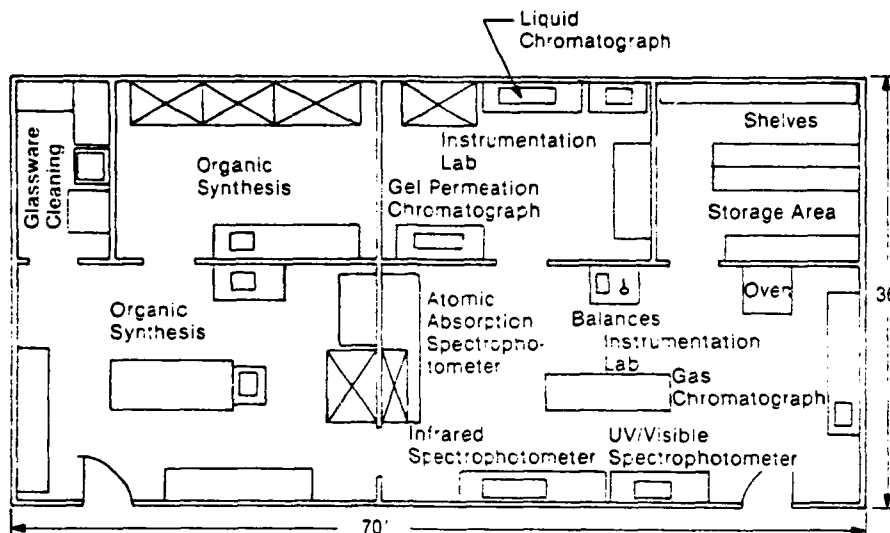 Liquid
Chromatograph
Glassware
Cleaning
Organic
Synthesis
Instrumentation
Lab
Gel Permeation
Chromatograph
Shelves
Storage Area
Organic
Synthesis
Atomic
Absorption
Spectropho-
tometer
Balances
Oven
Instrumentation
Lab
Gas
Chromatograph
Infrared
Spectrophotometer
UV/Visible
Spectrophotometer
70'